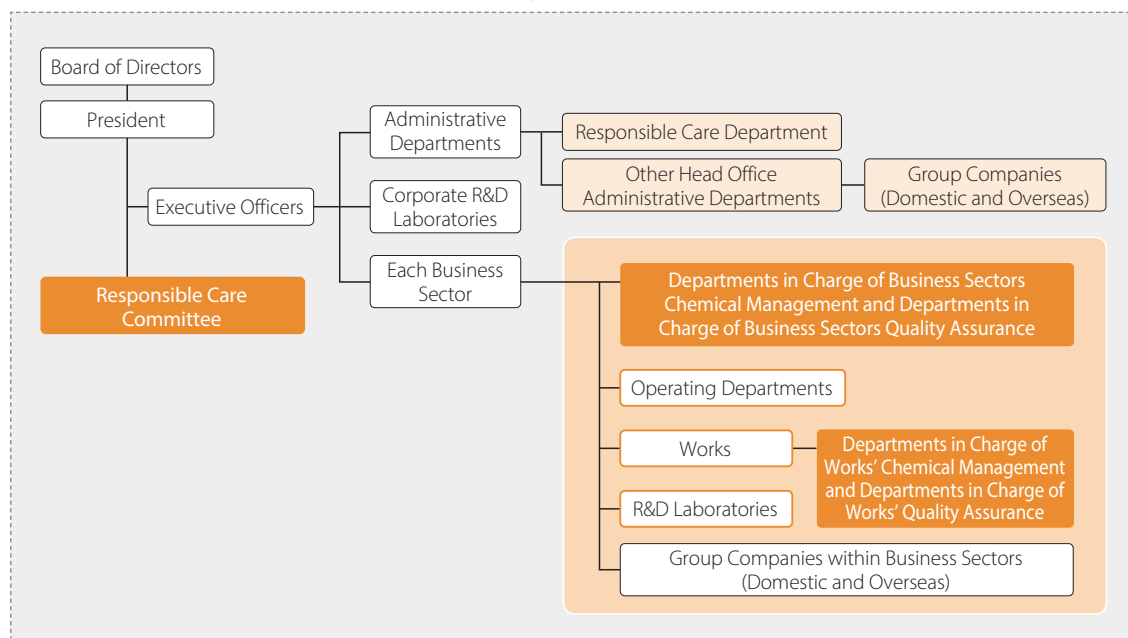 Board of Directors
President
Executive Officers
Responsible Care
Committee
Administrative
Departments
Corporate R&D
Laboratories
Each Business
Sector
Responsible Care Department
Other Head Office
Administrative Departments
Group Companies
(Domestic and Overseas)
Departments in Charge of Business Sectors
Chemical Management and Departments in
Charge of Business Sectors Quality Assurance
Operating Departments
Works
Departments in Charge of
Works’ Chemical Management
and Departments in Charge of
Works’ Quality Assurance
R&D Laboratories
Group Companies within Business Sectors
(Domestic and Overseas)